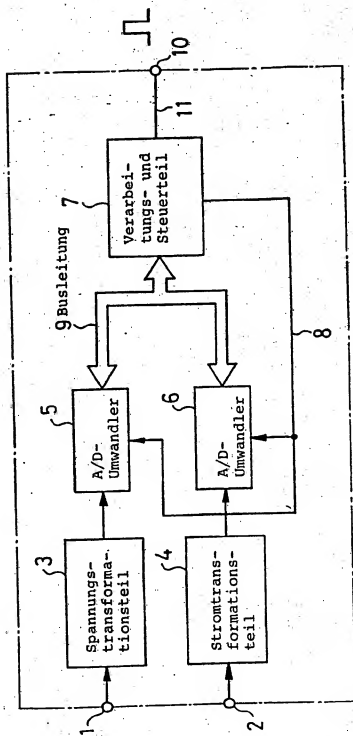 1
2
3
Spannungs-
transforma-
tionsteil
4
Stromtrans-
formations-
teil
5
A/D-
Umwandler
6
A/D-
Umwandler
9 Busleitung
7
Verarbei-
tungs- und
Steuerteil
8
11
10